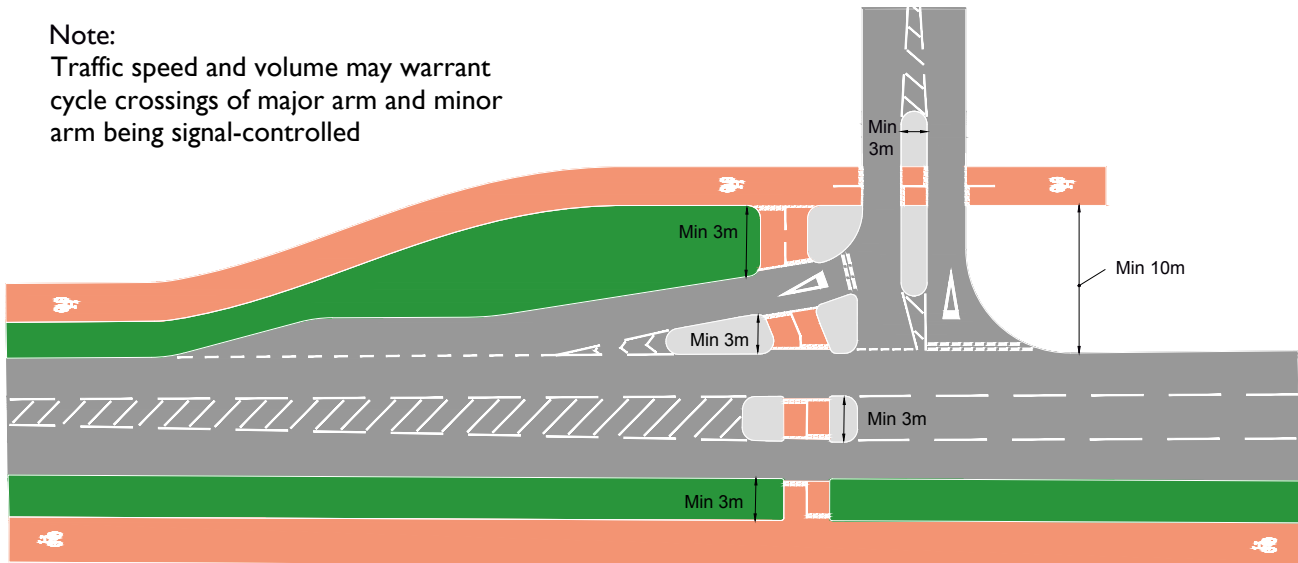 Note:
Traffic speed and volume may warrant
cycle crossings of major arm and minor
arm being signal-controlled
Min
3m
Min 3m
Min 10m
Min 3m
Min 3m
Min 3m